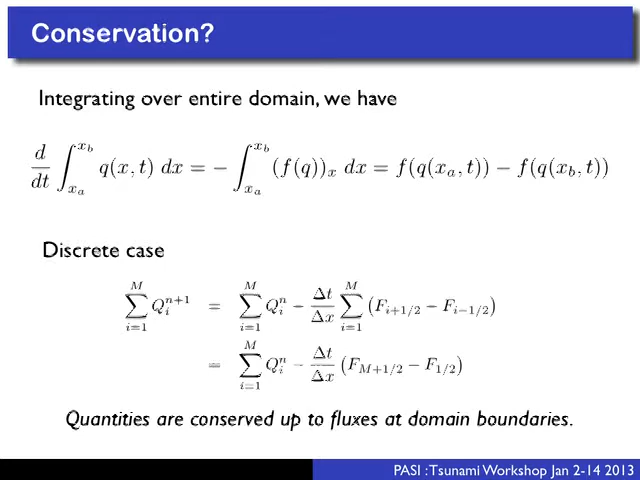 Conservation?
Integrating over entire domain, we have
d/dt ∫_{x_a}^{x_b} q(x, t) dx = − ∫_{x_a}^{x_b} (f(q))_x dx = f(q(x_a, t)) − f(q(x_b, t))
Discrete case
∑_{i=1}^{M} Q_i^{n+1} = ∑_{i=1}^{M} Q_i^n − Δt/Δx ∑_{i=1}^{M} (F_{i+1/2} − F_{i−1/2})
= ∑_{i=1}^{M} Q_i^n − Δt/Δx (F_{M+1/2} − F_{1/2})
Quantities are conserved up to fluxes at domain boundaries.
PASI : Tsunami Workshop Jan 2-14 2013